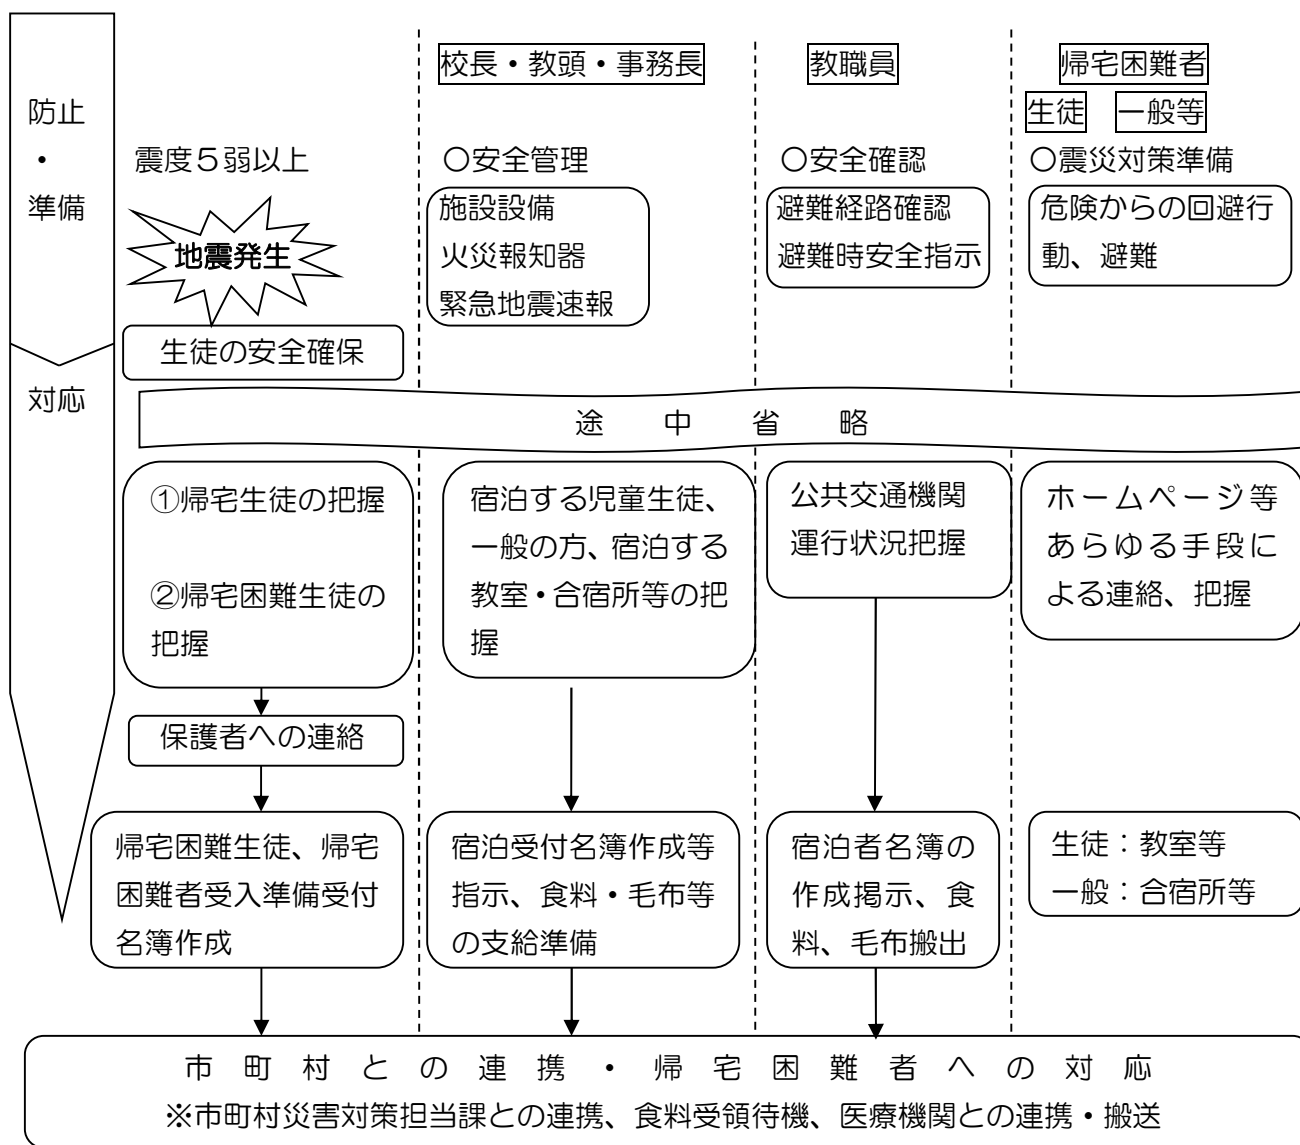 防止
・
準備
対応
震度５弱以上
地震発生
生徒の安全確保
校長・教頭・事務長
〇安全管理
施設設備
火災報知器
緊急地震速報
教職員
〇安全確認
避難経路確認
避難時安全指示
帰宅困難者
生徒 一般等
〇震災対策準備
危険からの回避行
動、避難
途中省略
①帰宅生徒の把握
②帰宅困難生徒の
把握
保護者への連絡
帰宅困難生徒、帰宅
困難者受入準備受付
名簿作成
宿泊する児童生徒、
一般の方、宿泊する
教室・合宿所等の把
握
宿泊受付名簿作成等
指示、食料・毛布等
の支給準備
公共交通機関
運行状況把握
宿泊者名簿の
作成掲示、食
料、毛布搬出
ホームページ等
あらゆる手段に
よる連絡、把握
生徒：教室等
一般：合宿所等
市町村との連携・帰宅困難者への対応
※市町村災害対策担当課との連携、食料受領待機、医療機関との連携・搬送